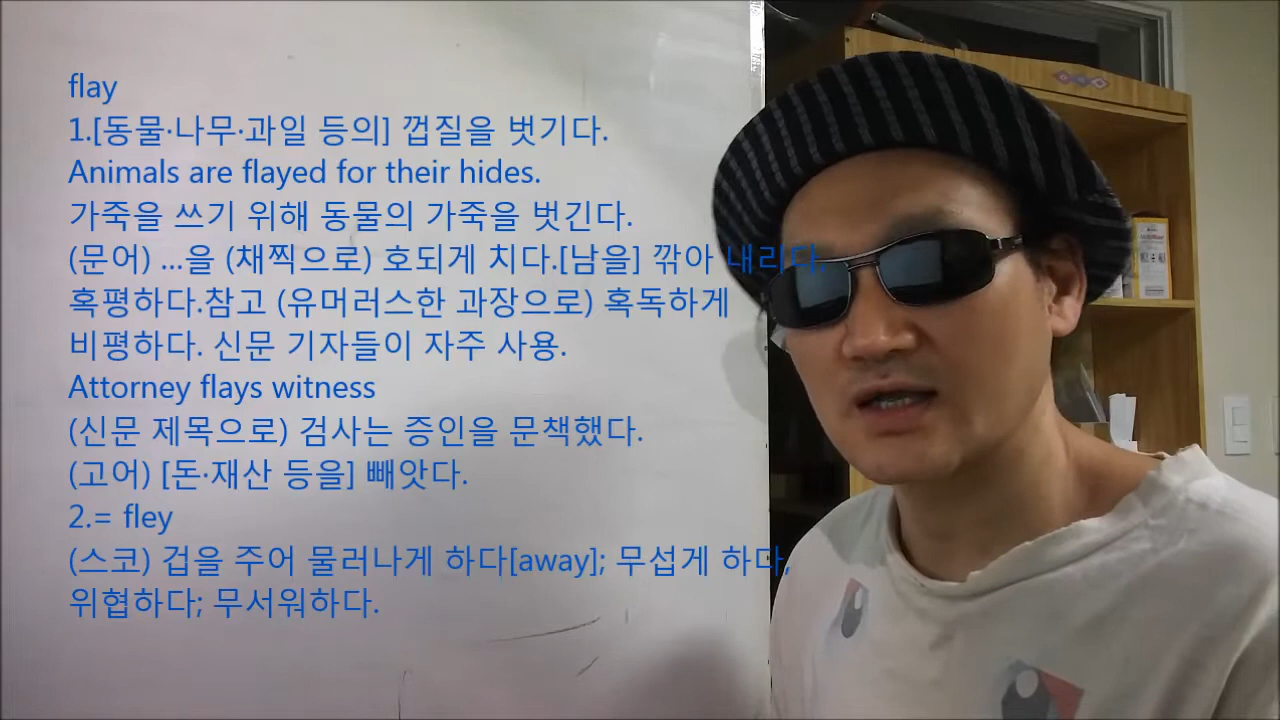 flay
1.[동물·나무·과일 등의] 껍질을 벗기다.
Animals are flayed for their hides.
가죽을 쓰기 위해 동물의 가죽을 벗긴다.
(문어) ...을 (채찍으로) 호되게 치다.[남을] 깎아 내리다,
혹평하다.참고 (유머러스한 과장으로) 혹독하게
비평하다. 신문 기자들이 자주 사용.
Attorney flays witness
(신문 제목으로) 검사는 증인을 문책했다.
(고어) [돈·재산 등을] 빼앗다.
2.= fley
(스코) 겁을 주어 물러나게 하다[away]; 무섭게 하다,
위협하다; 무서워하다.